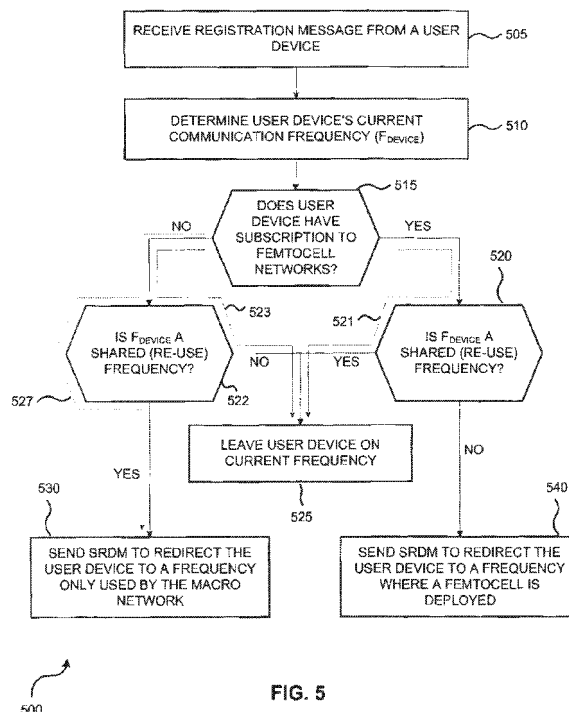 RECEIVE REGISTRATION MESSAGE FROM A USER
DEVICE
505
DETERMINE USER DEVICE'S CURRENT
COMMUNICATION FREQUENCY (FDEVICE)
510
515
DOES USER
DEVICE HAVE
SUBSCRIPTION TO
FEMTOCELL
NETWORKS?
NO
YES
520
523
521
IS FDEVICE A
SHARED (RE-USE)
FREQUENCY?
IS FDEVICE A
SHARED (RE-USE)
FREQUENCY?
NO
YES
527
522
LEAVE USER DEVICE ON
CURRENT FREQUENCY
525
YES
NO
530
540
SEND SRDM TO REDIRECT THE
USER DEVICE TO A FREQUENCY
ONLY USED BY THE MACRO
NETWORK
SEND SRDM TO REDIRECT THE
USER DEVICE TO A FREQUENCY
WHERE A FEMTOCELL IS
DEPLOYED
500
FIG. 5